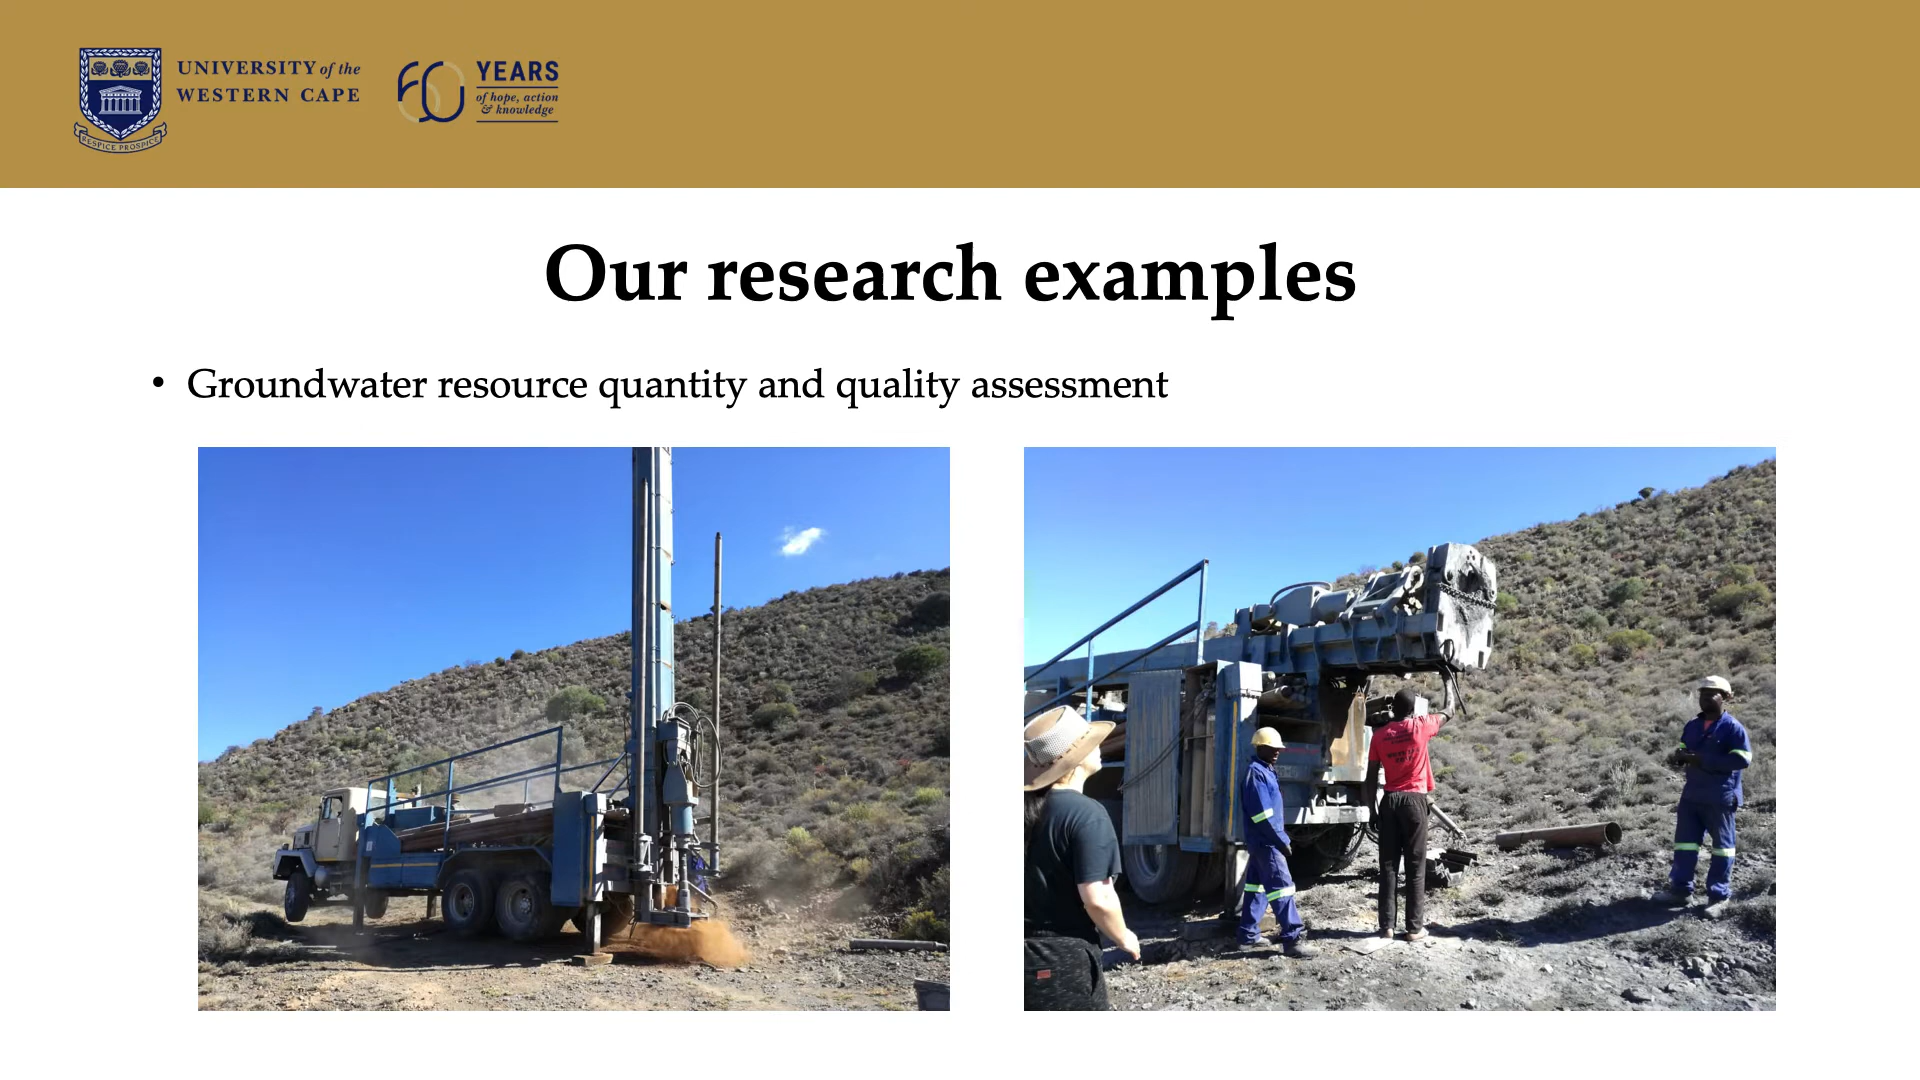 UNIVERSITY of the
WESTERN CAPE
RESPICE PROSPICE
60 YEARS
of hope, action
& knowledge
Our research examples
• Groundwater resource quantity and quality assessment